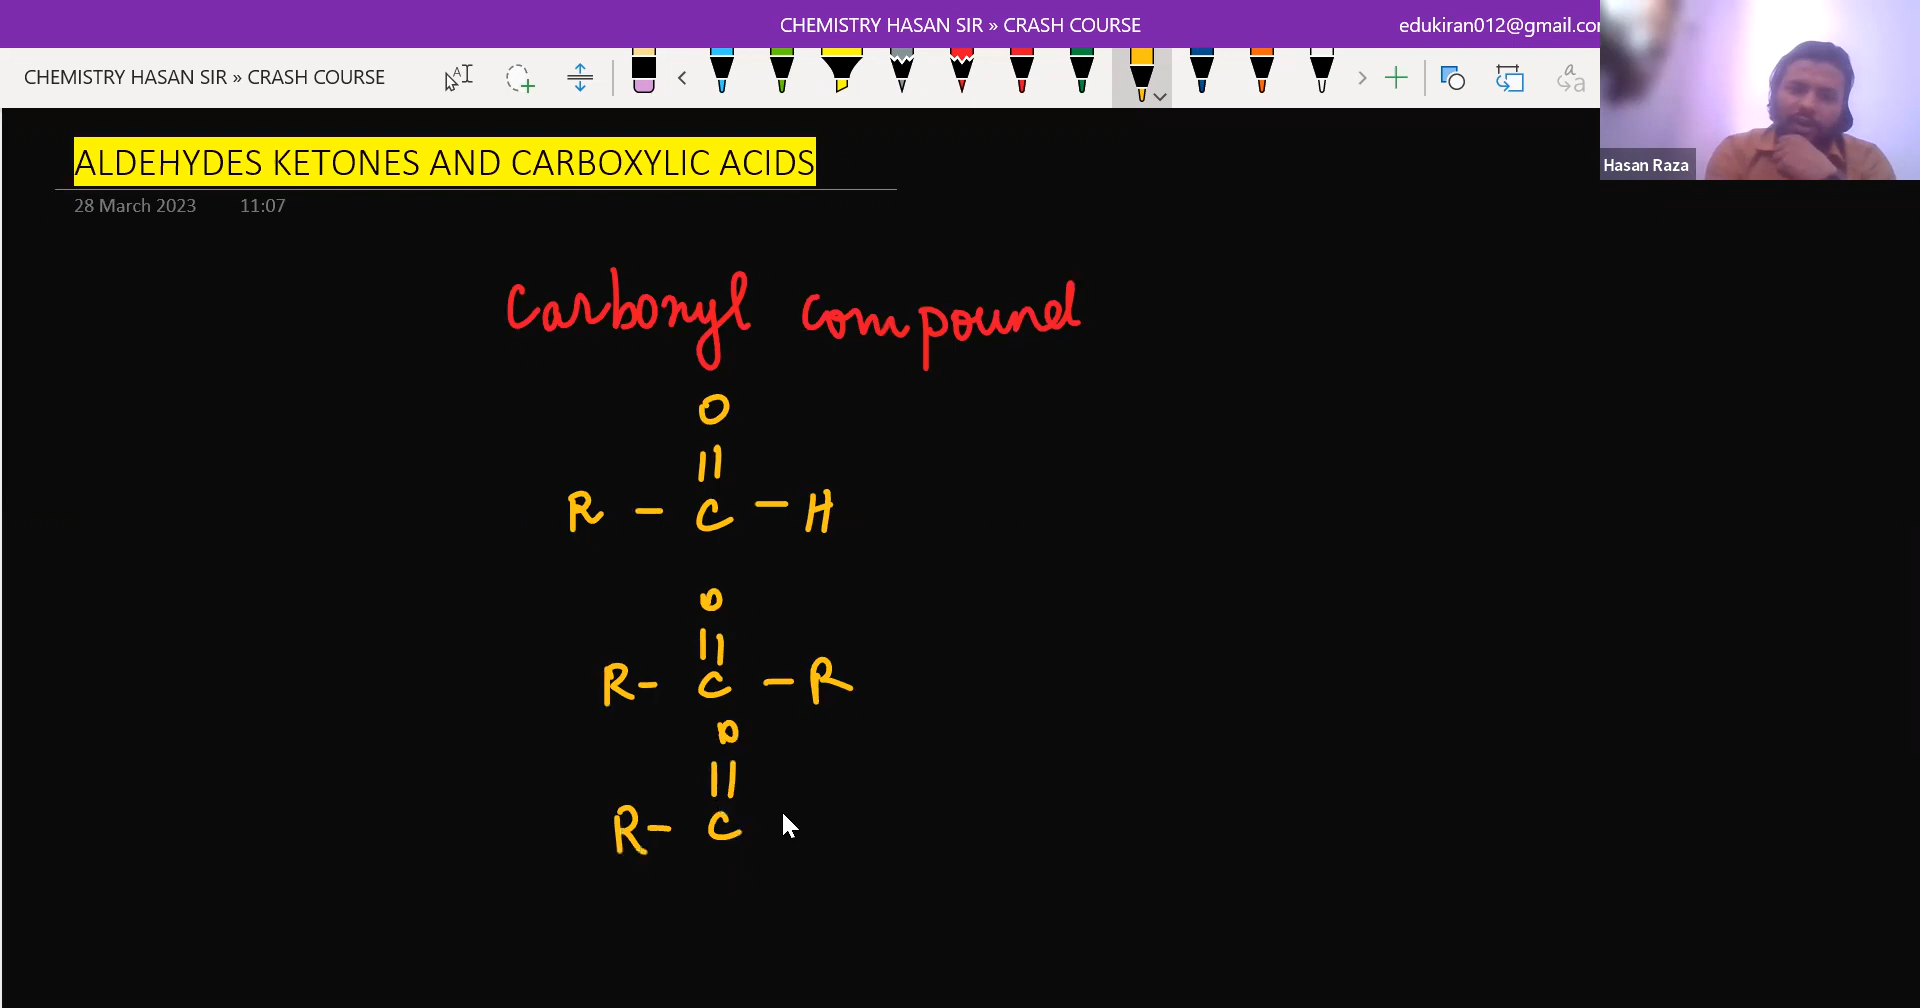 CHEMISTRY HASAN SIR » CRASH COURSE
edukiran012@gmail.co
CHEMISTRY HASAN SIR » CRASH COURSE
Hasan Raza
ALDEHYDES KETONES AND CARBOXYLIC ACIDS
28 March 2023 11:07
Carbonyl compound
O
||
R - C - H
O
||
R- C - R
O
||
R- C